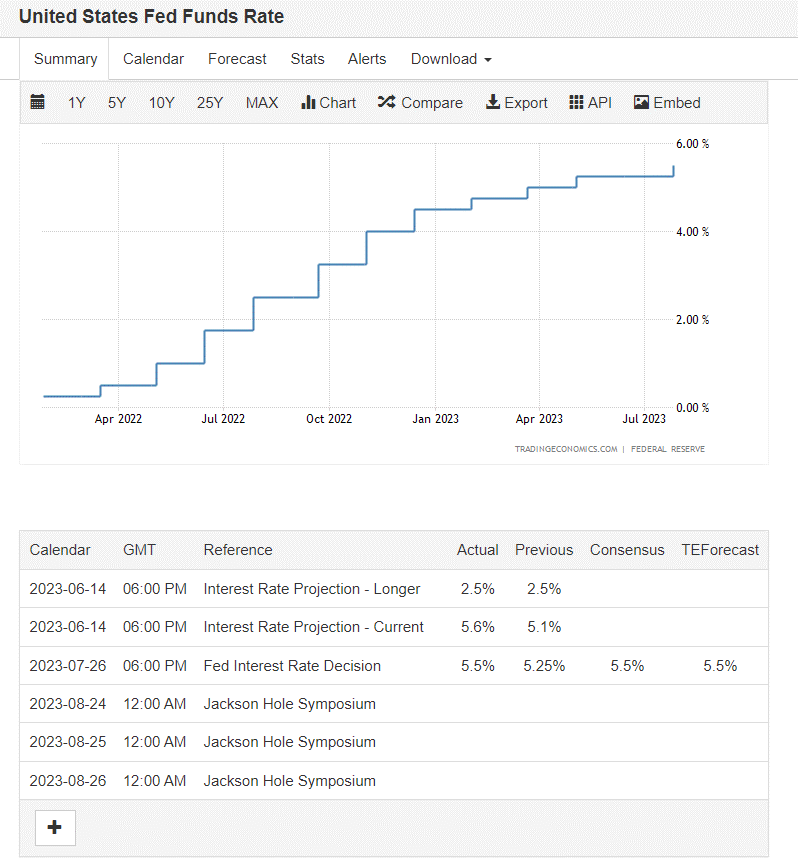 United States Fed Funds Rate
Summary Calendar Forecast Stats Alerts Download
1Y 5Y 10Y 25Y MAX Chart Compare Export API Embed
6.00 %
4.00 %
2.00 %
0.00 %
Apr 2022 Jul 2022 Oct 2022 Jan 2023 Apr 2023 Jul 2023
TRADINGECONOMICS.COM | FEDERAL RESERVE
Calendar GMT Reference Actual Previous Consensus TEForecast
2023-06-14 06:00 PM Interest Rate Projection - Longer 2.5% 2.5%
2023-06-14 06:00 PM Interest Rate Projection - Current 5.6% 5.1%
2023-07-26 06:00 PM Fed Interest Rate Decision 5.5% 5.25% 5.5% 5.5%
2023-08-24 12:00 AM Jackson Hole Symposium
2023-08-25 12:00 AM Jackson Hole Symposium
2023-08-26 12:00 AM Jackson Hole Symposium